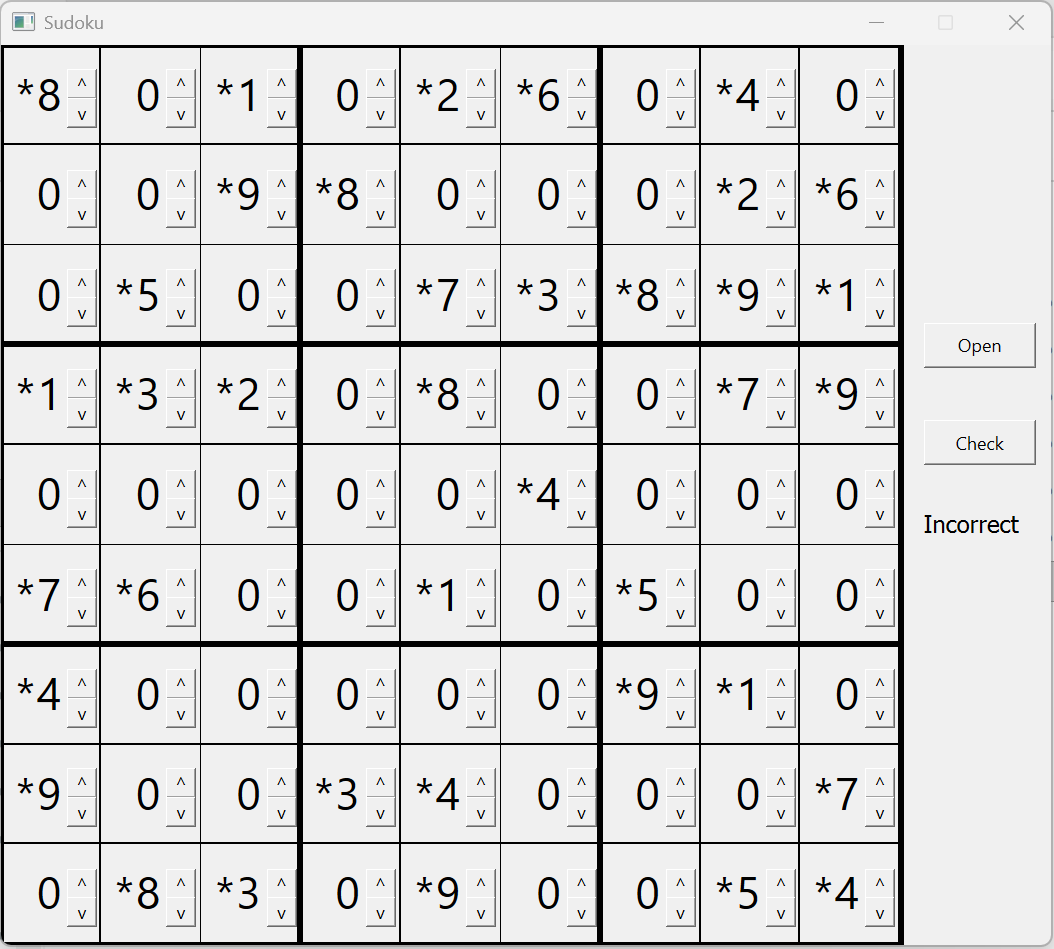 Sudoku
*8 0 *1 0 *2 *6 0 *4 0
0 0 *9 *8 0 0 0 *2 *6
0 *5 0 0 *7 *3 *8 *9 *1
Open
*1 *3 *2 0 *8 0 0 *7 *9
Check
0 0 0 0 0 *4 0 0 0
Incorrect
*7 *6 0 0 *1 0 *5 0 0
*4 0 0 0 0 0 *9 *1 0
*9 0 0 *3 *4 0 0 0 *7
0 *8 *3 0 *9 0 0 *5 *4